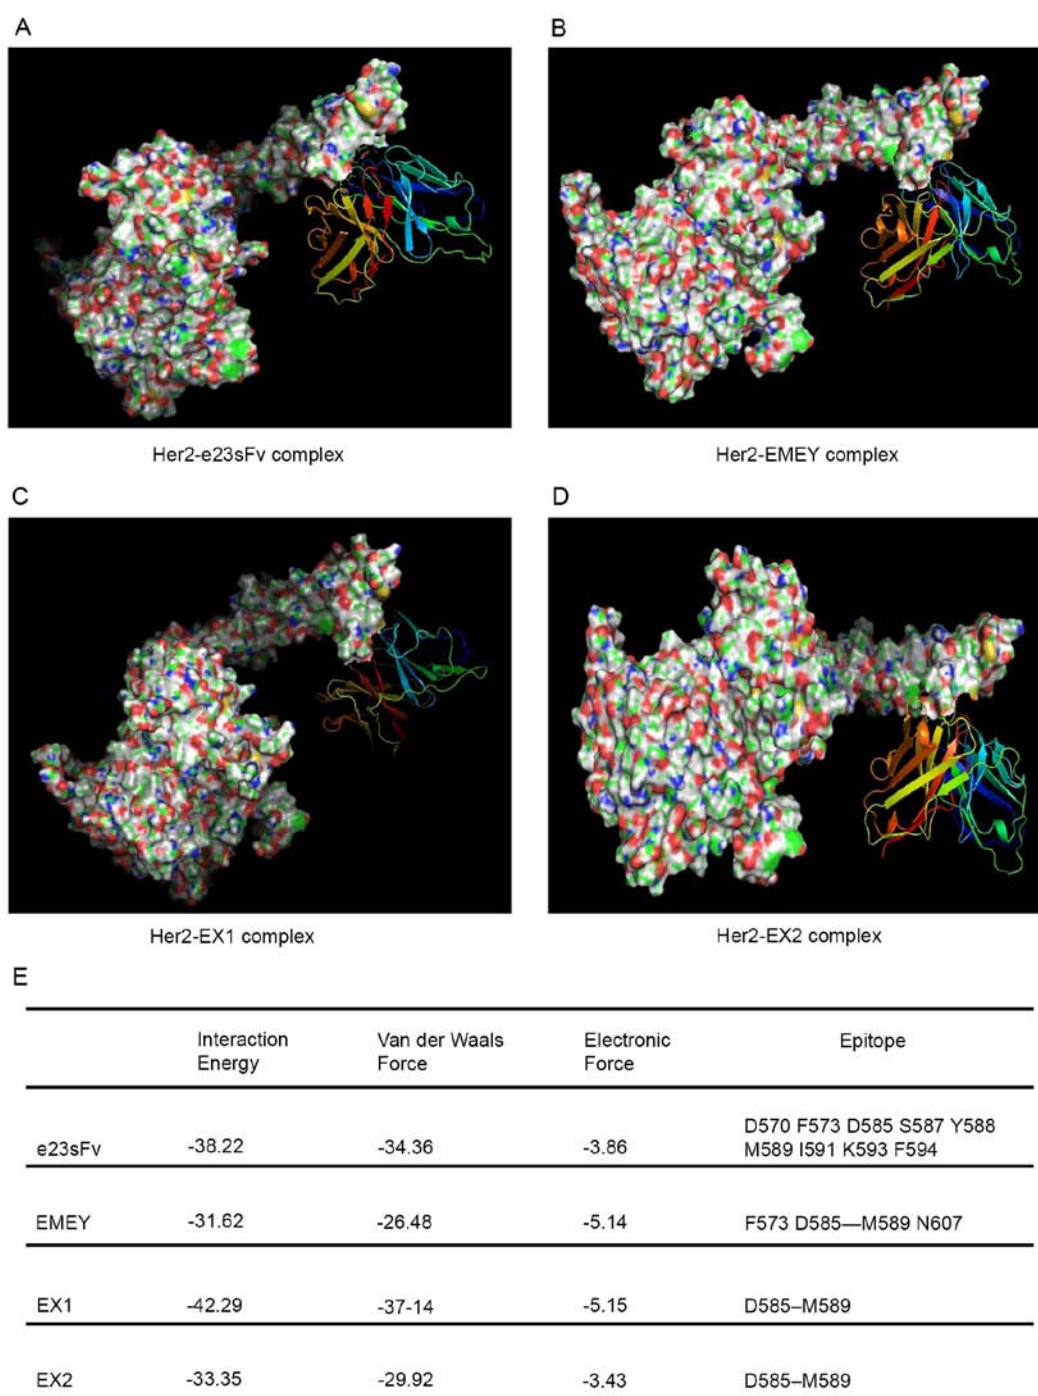 A
B
Her2-e23sFv complex
Her2-EMEY complex
C
D
Her2-EX1 complex
Her2-EX2 complex
E
Interaction Energy
Van der Waals Force
Electronic Force
Epitope
e23sFv -38.22 -34.36 -3.86 D570 F573 D585 S587 Y588
M589 I591 K593 F594
EMEY -31.62 -26.48 -5.14 F573 D585—M589 N607
EX1 -42.29 -37-14 -5.15 D585–M589
EX2 -33.35 -29.92 -3.43 D585–M589